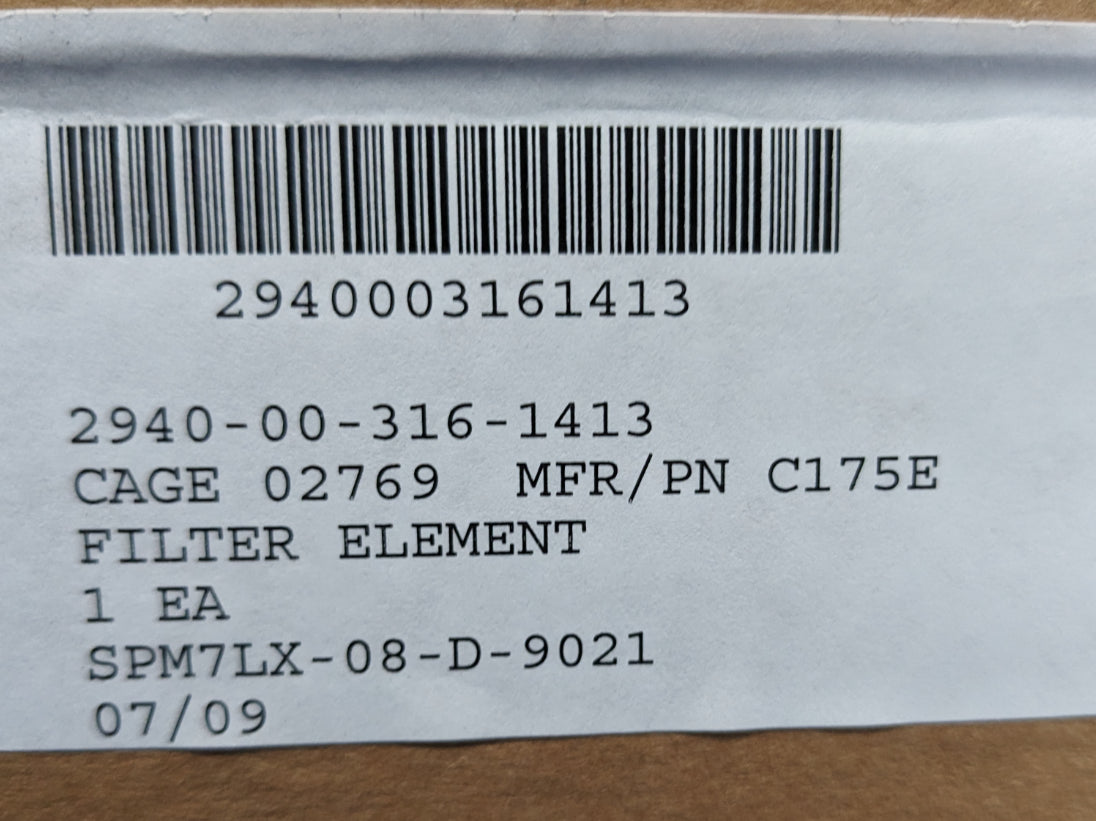 2940003161413
2940-00-316-1413
CAGE 02769 MFR/PN C175E
FILTER ELEMENT
1 EA
SPM7LX-08-D-9021
07/09